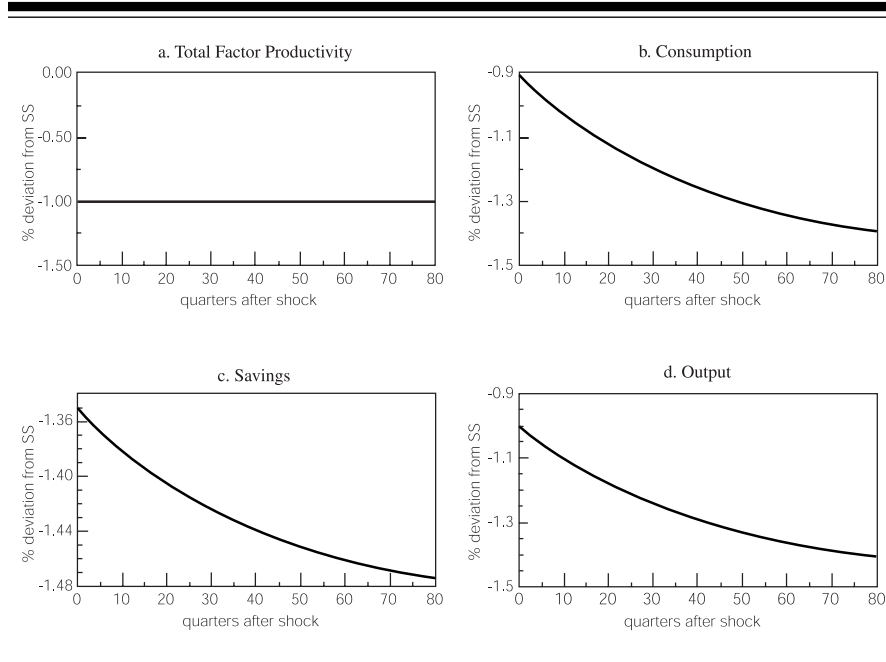 a. Total Factor Productivity
0.00
-0.50
-1.00
-1.50
% deviation from SS
0 10 20 30 40 50 60 70 80
quarters after shock
b. Consumption
-0.9
-1.1
-1.3
-1.5
% deviation from SS
0 10 20 30 40 50 60 70 80
quarters after shock
c. Savings
-1.36
-1.40
-1.44
-1.48
% deviation from SS
0 10 20 30 40 50 60 70 80
quarters after shock
d. Output
-0.9
-1.1
-1.3
-1.5
% deviation from SS
0 10 20 30 40 50 60 70 80
quarters after shock